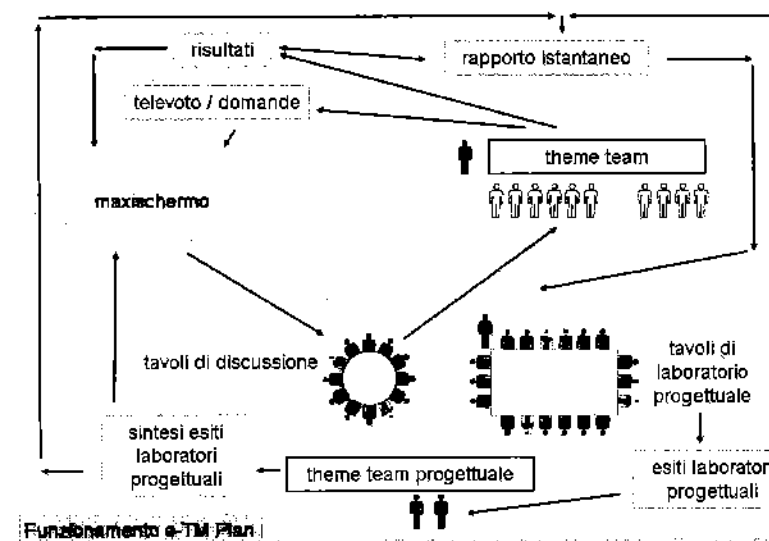 risultati
rapporto istantaneo
televoto / domande
theme team
maxischermo
tavoli di discussione
tavoli di
laboratorio
progettuale
sintesi esiti
laboratori
progettuali
theme team progettuale
esiti laborator
progettuali
Funzionamento e-TM Plan